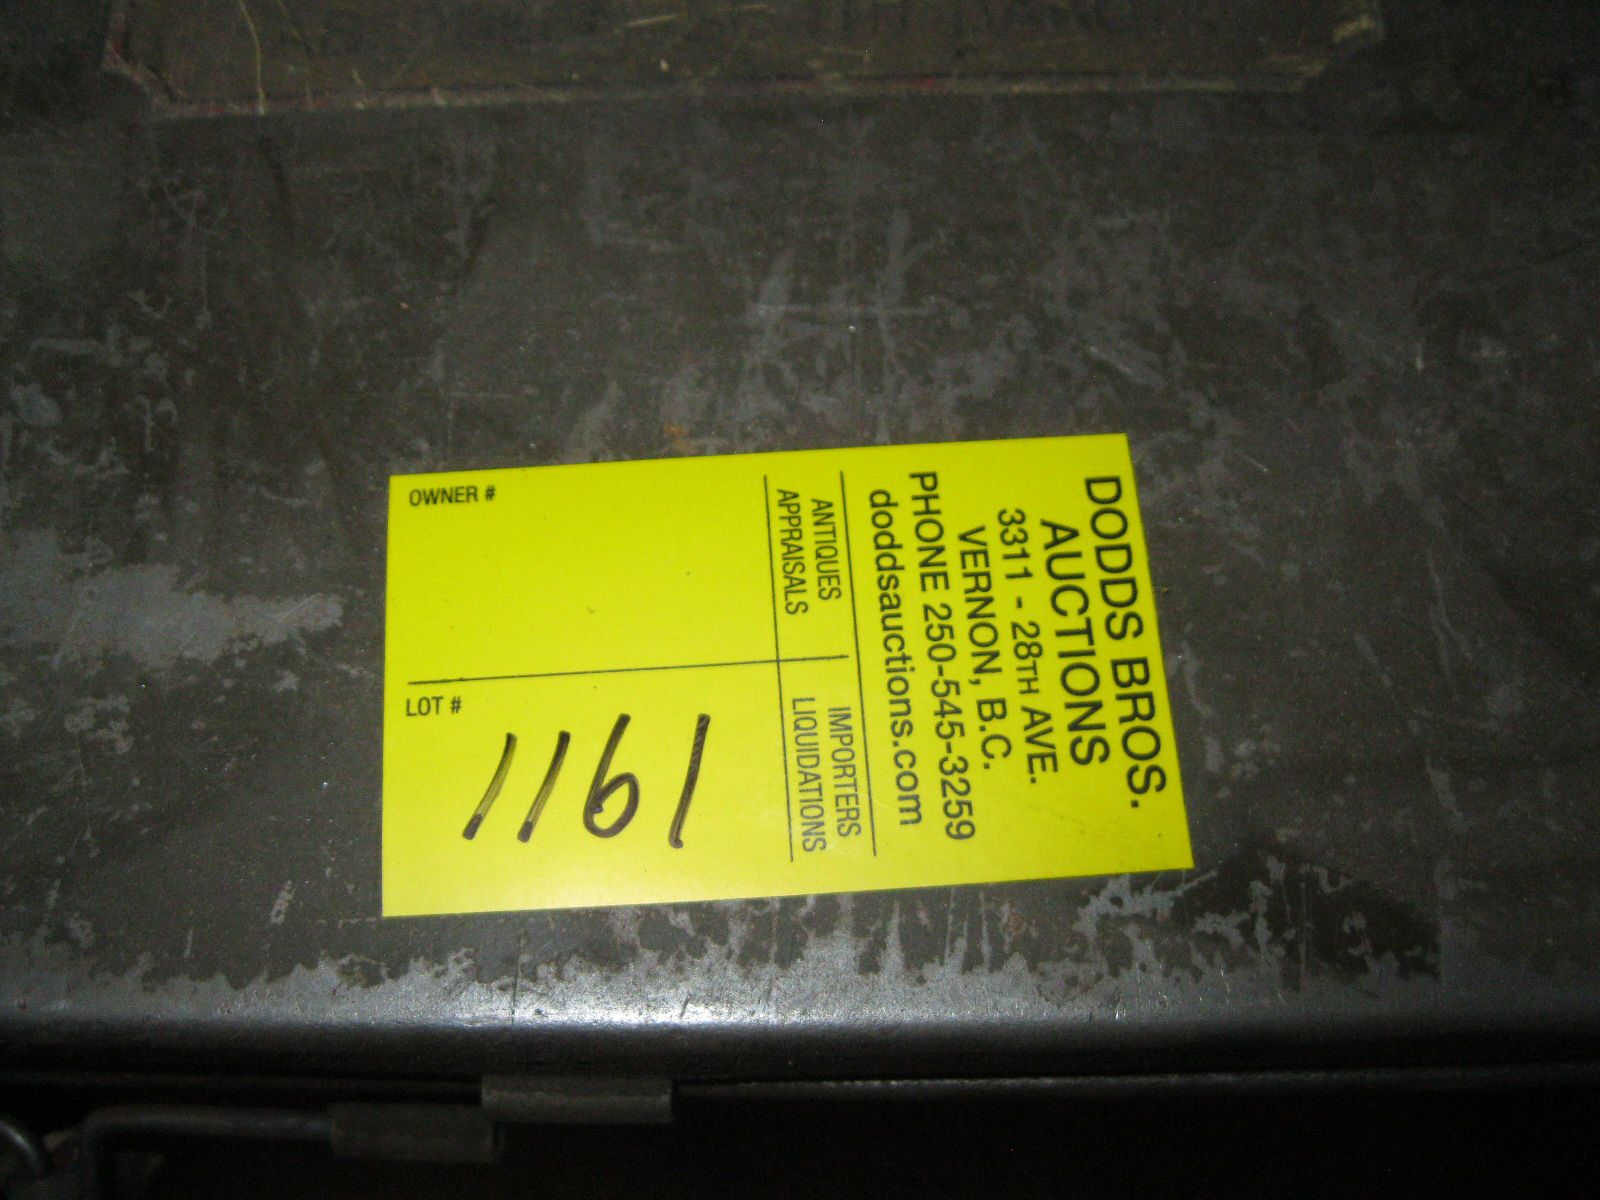 DODDS BROS.
AUCTIONS
3311 - 28TH AVE.
VERNON, B.C.
PHONE 250-545-3259
doddsauctions.com
ANTIQUES
APPRAISALS
IMPORTERS
LIQUIDATIONS
OWNER #
LOT #
1161